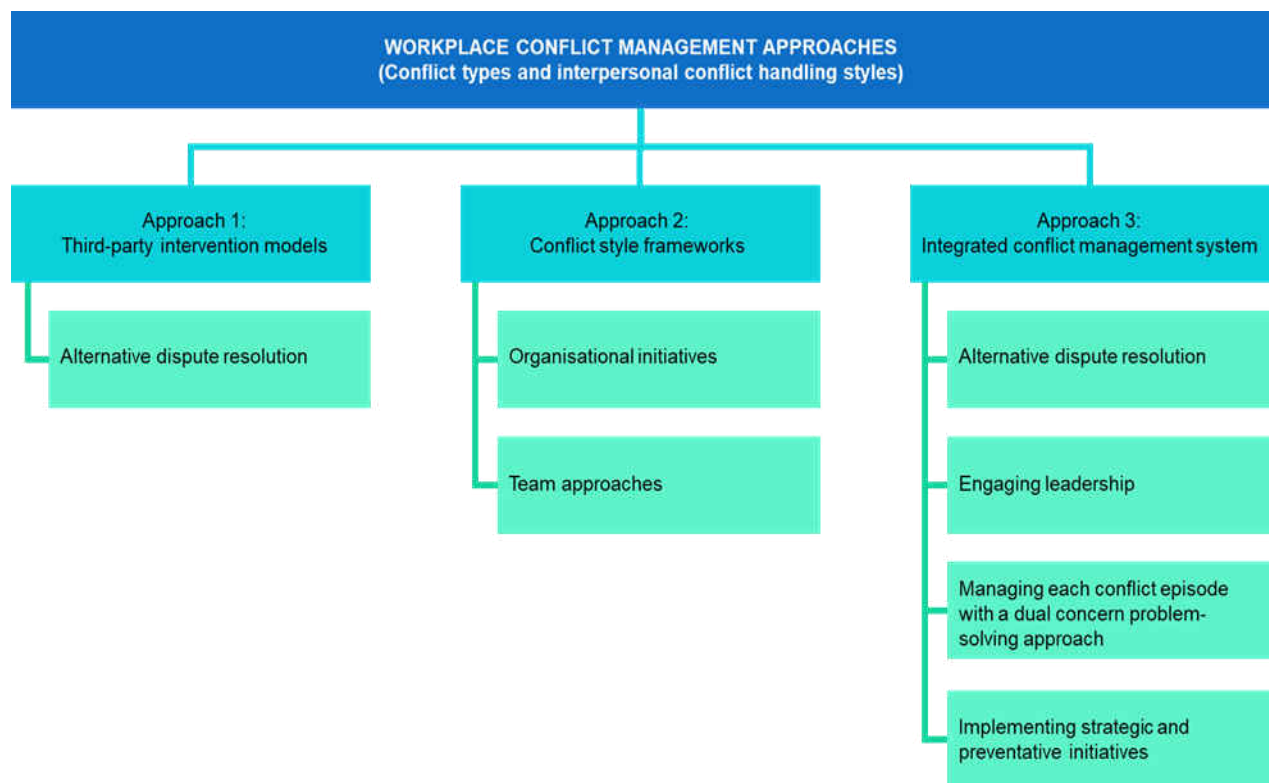 WORKPLACE CONFLICT MANAGEMENT APPROACHES
(Conflict types and interpersonal conflict handling styles)
Approach 1:
Third-party intervention models
Alternative dispute resolution
Approach 2:
Conflict style frameworks
Organisational initiatives
Team approaches
Approach 3:
Integrated conflict management system
Alternative dispute resolution
Engaging leadership
Managing each conflict episode
with a dual concern problem-
solving approach
Implementing strategic and
preventative initiatives